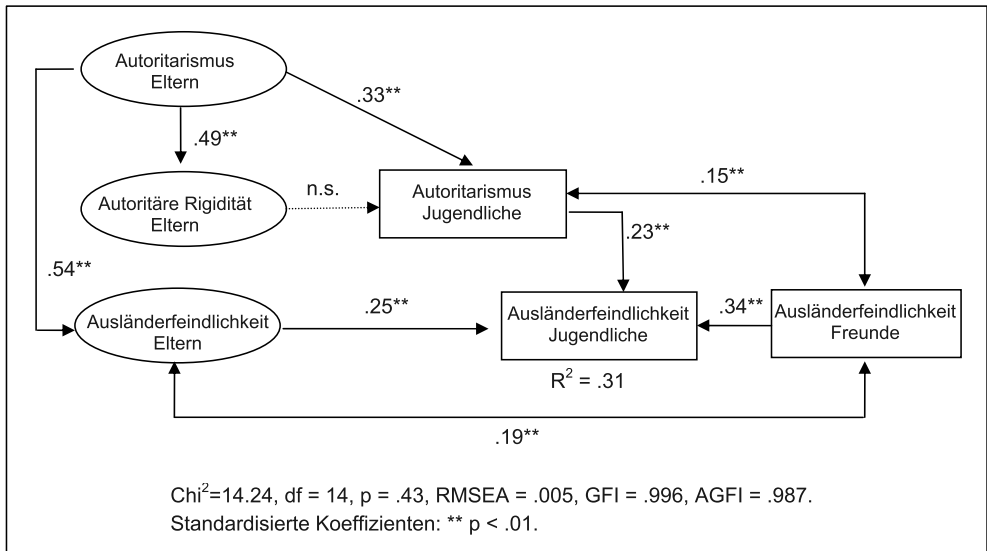 Autoritarismus
Eltern
.33**
.49**
Autoritäre Rigidität
Eltern
n.s.
Autoritarismus
Jugendliche
.15**
.23**
.54**
Ausländerfeindlichkeit
Eltern
.25**
Ausländerfeindlichkeit
Jugendliche
.34**
Ausländerfeindlichkeit
Freunde
R² = .31
.19**
Chi²=14.24, df = 14, p = .43, RMSEA = .005, GFI = .996, AGFI = .987.
Standardisierte Koeffizienten: ** p < .01.